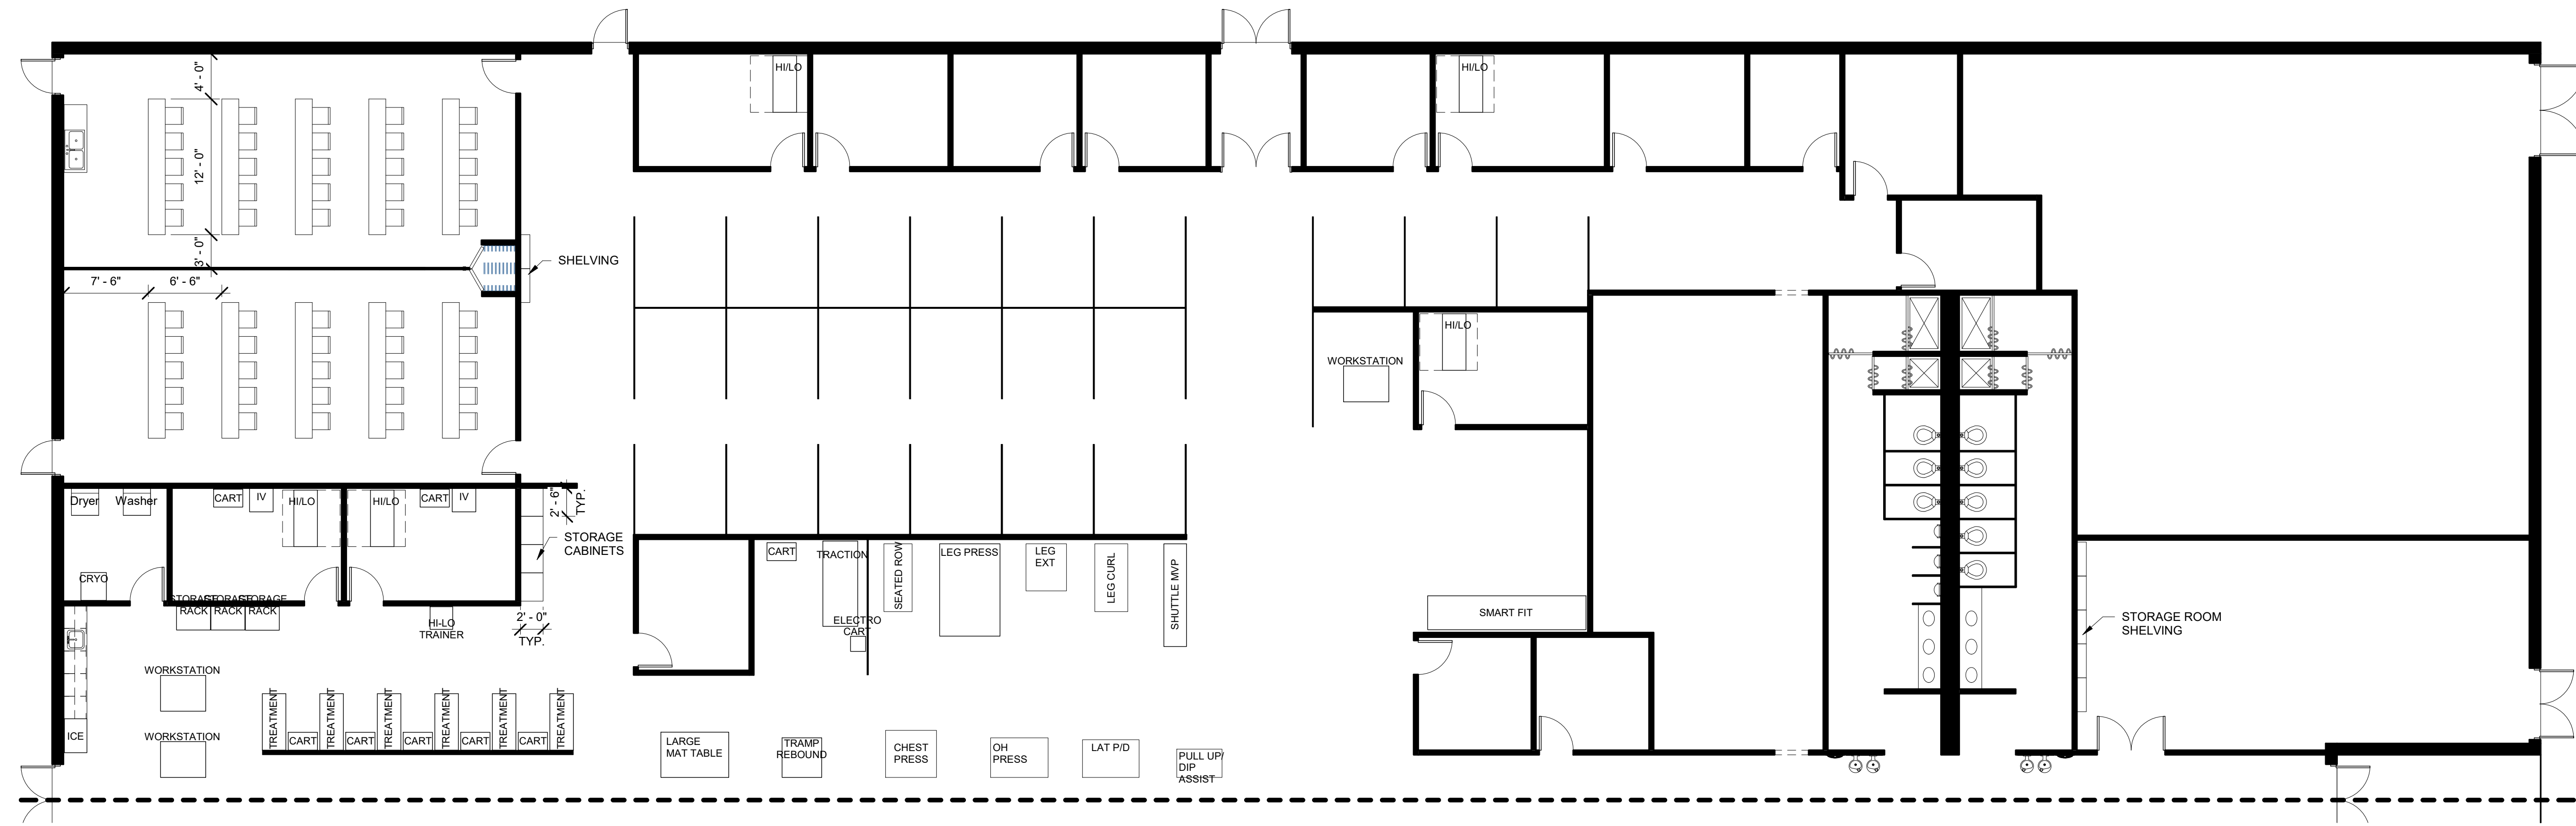 HI/LO
HI/LO
4' - 0"
12' - 0"
3' - 0"
7' - 6"
6' - 6"
SHELVING
HI/LO
WORKSTATION
Dryer
Washer
CART
IV
HI/LO
HI/LO
CART
IV
2' - 6"
TYP.
STORAGE
CABINETS
CRYO
STORAGE
RACK
STORAGE
RACK
STORAGE
RACK
HI-LO
TRAINER
2' - 0"
TYP.
CART
TRACTION
ELECTRO
CART
SEATED ROW
LEG PRESS
LEG
EXT
LEG CURL
SHUTTLE MVP
SMART FIT
STORAGE ROOM
SHELVING
WORKSTATION
WORKSTATION
ICE
TREATMENT
CART
TREATMENT
CART
TREATMENT
CART
TREATMENT
CART
TREATMENT
CART
TREATMENT
LARGE
MAT TABLE
TRAMP
REBOUND
CHEST
PRESS
OH
PRESS
LAT P/D
PULL UP/
DIP
ASSIST